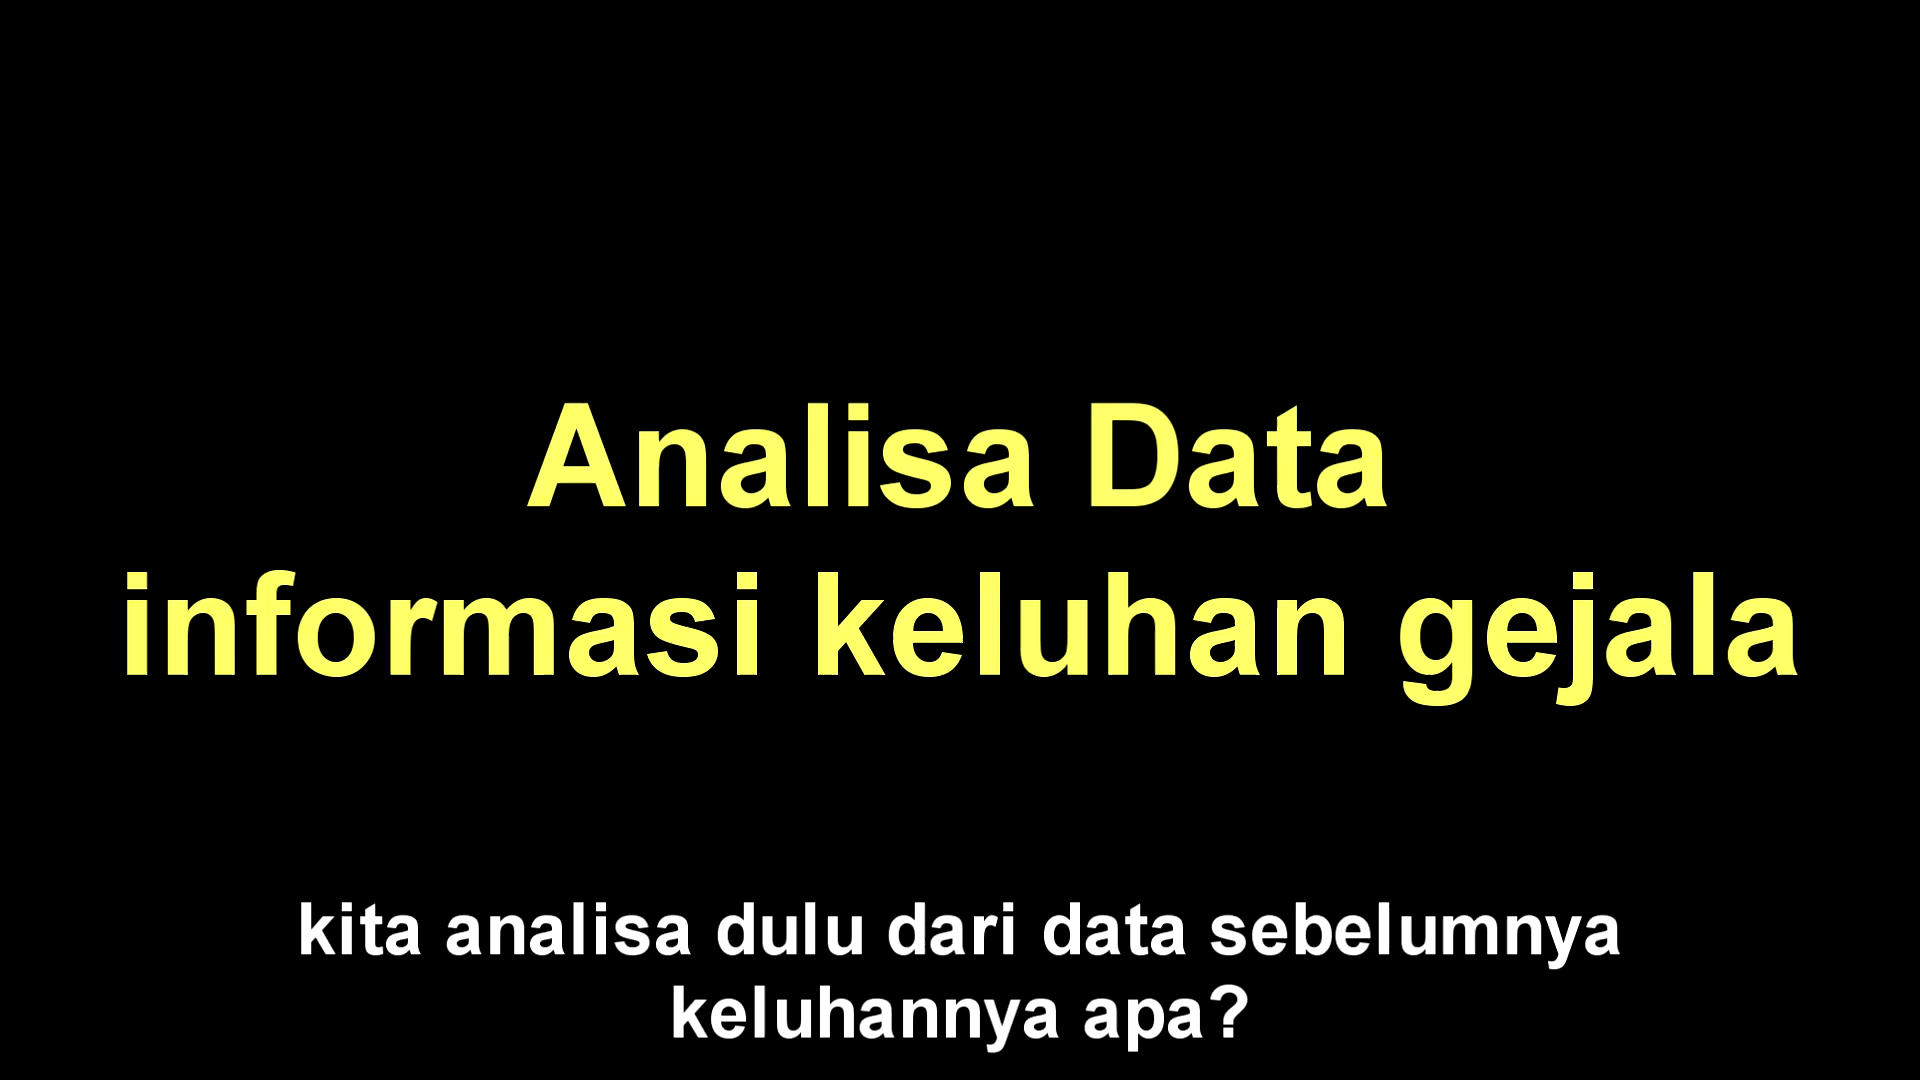 Analisa Data
informasi keluhan gejala
kita analisa dulu dari data sebelumnya
keluhannya apa?